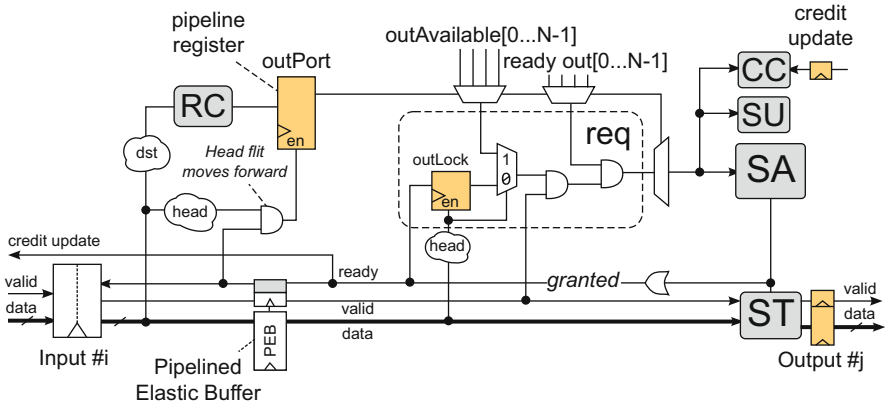 pipeline
register
outPort
outAvailable[0...N-1]
ready out[0...N-1]
credit
update
RC
CC
SU
SA
en
dst
Head flit
moves forward
head
req
outLock
1
0
en
head
credit update
ready
granted
valid
data
valid
data
PEB
ST
valid
data
Input #i
Pipelined
Elastic Buffer
Output #j